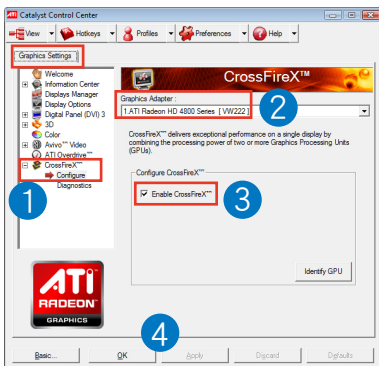 Catalyst Control Center
View Hotkeys Profiles Preferences Help
Graphics Settings
Welcome
Information Center
Displays Manager
Display Options
Digital Panel (DVI) 3
3D
Color
Avivo™ Video
ATI Overdrive™
CrossFireX™
Configure
Diagnostics
1
CrossFireX™
Graphics Adapter :
1.ATI Radeon HD 4800 Series [ VW222 ]
2
CrossFireX™ delivers exceptional performance on a single display by
combining the processing power of two or more Graphics Processing Units
(GPUs).
Configure CrossFireX™
Enable CrossFireX™
3
Identify GPU
ATI
RADEON
GRAPHICS
4
Basic... OK Apply Discard Defaults